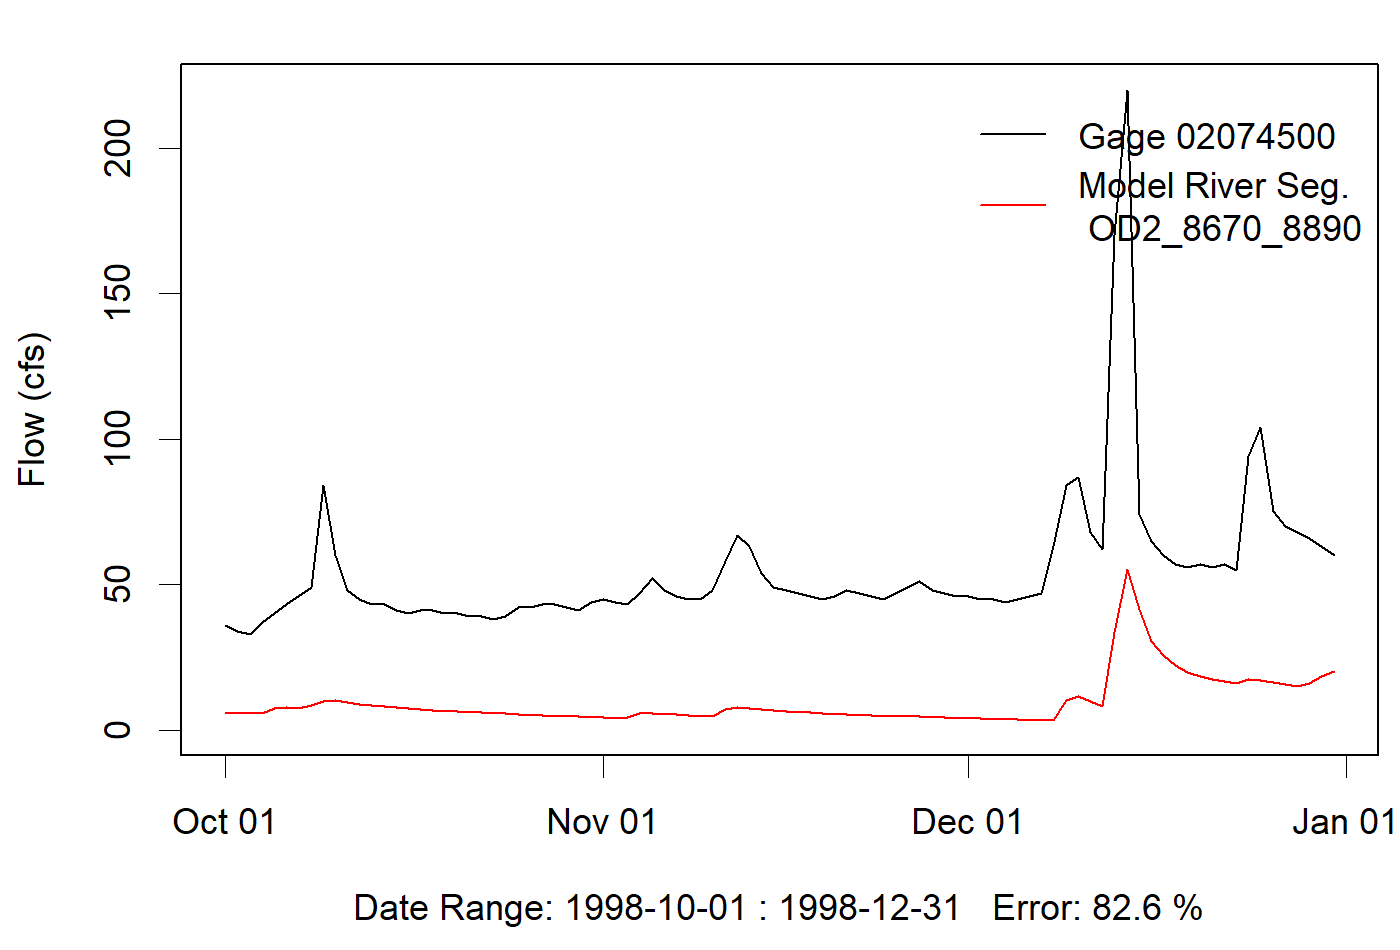 Gage 02074500
Model River Seg.
OD2_8670_8890
Flow (cfs)
200
150
100
50
0
Oct 01 Nov 01 Dec 01 Jan 01
Date Range: 1998-10-01 : 1998-12-31 Error: 82.6 %